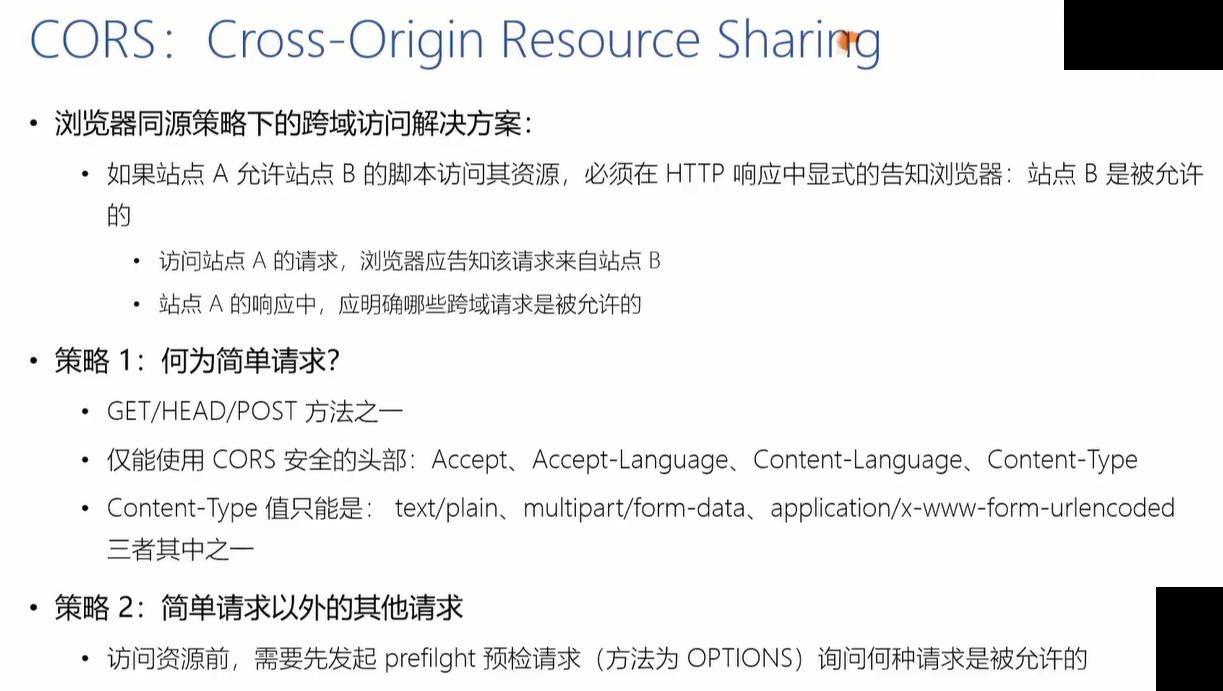 CORS：Cross-Origin Resource Sharing
• 浏览器同源策略下的跨域访问解决方案：
• 如果站点 A 允许站点 B 的脚本访问其资源，必须在 HTTP 响应中显式的告知浏览器：站点 B 是被允许
的
• 访问站点 A 的请求，浏览器应告知该请求来自站点 B
• 站点 A 的响应中，应明确哪些跨域请求是被允许的
• 策略 1：何为简单请求？
• GET/HEAD/POST 方法之一
• 仅能使用 CORS 安全的头部：Accept、Accept-Language、Content-Language、Content-Type
• Content-Type 值只能是： text/plain、multipart/form-data、application/x-www-form-urlencoded
三者其中之一
• 策略 2：简单请求以外的其他请求
• 访问资源前，需要先发起 prefilght 预检请求（方法为 OPTIONS）询问何种请求是被允许的